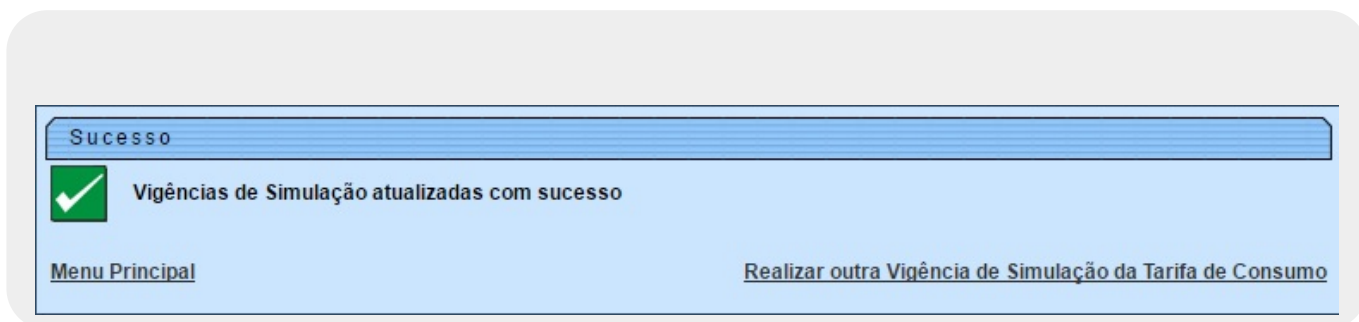 Sucesso
Vigências de Simulação atualizadas com sucesso
Menu Principal Realizar outra Vigência de Simulação da Tarifa de Consumo